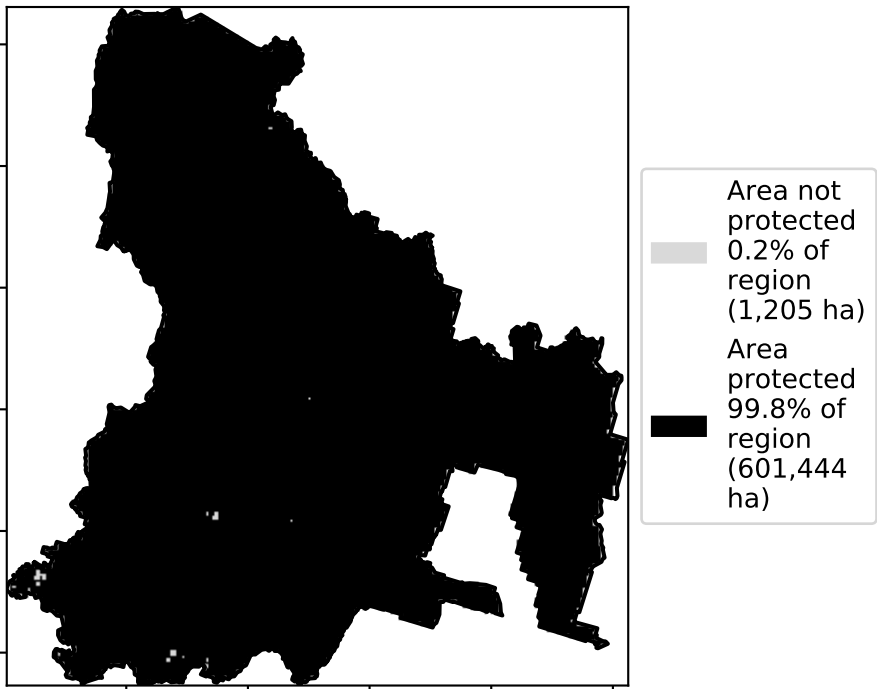 Area not
protected
0.2% of
region
(1,205 ha)
Area
protected
99.8% of
region
(601,444
ha)